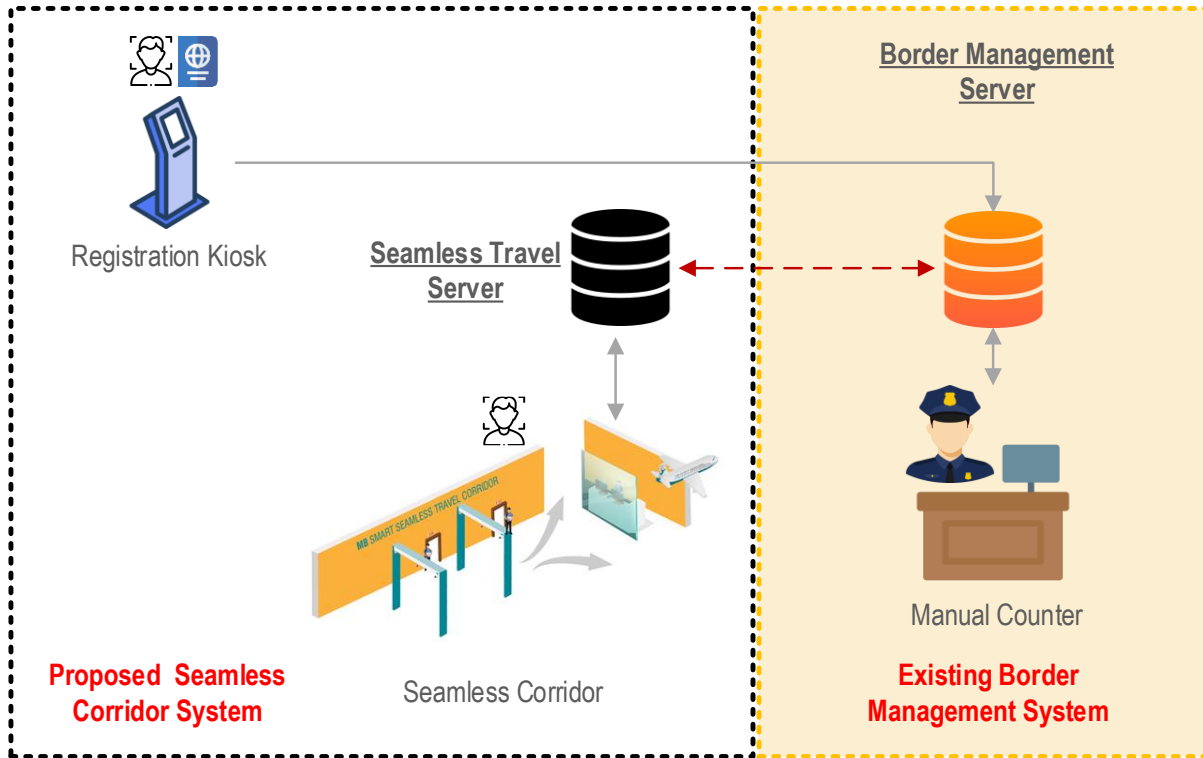 Border Management
Server
Registration Kiosk
Seamless Travel
Server
MB SMART SEAMLESS TRAVEL CORRIDOR
Manual Counter
Proposed Seamless
Corridor System
Seamless Corridor
Existing Border
Management System